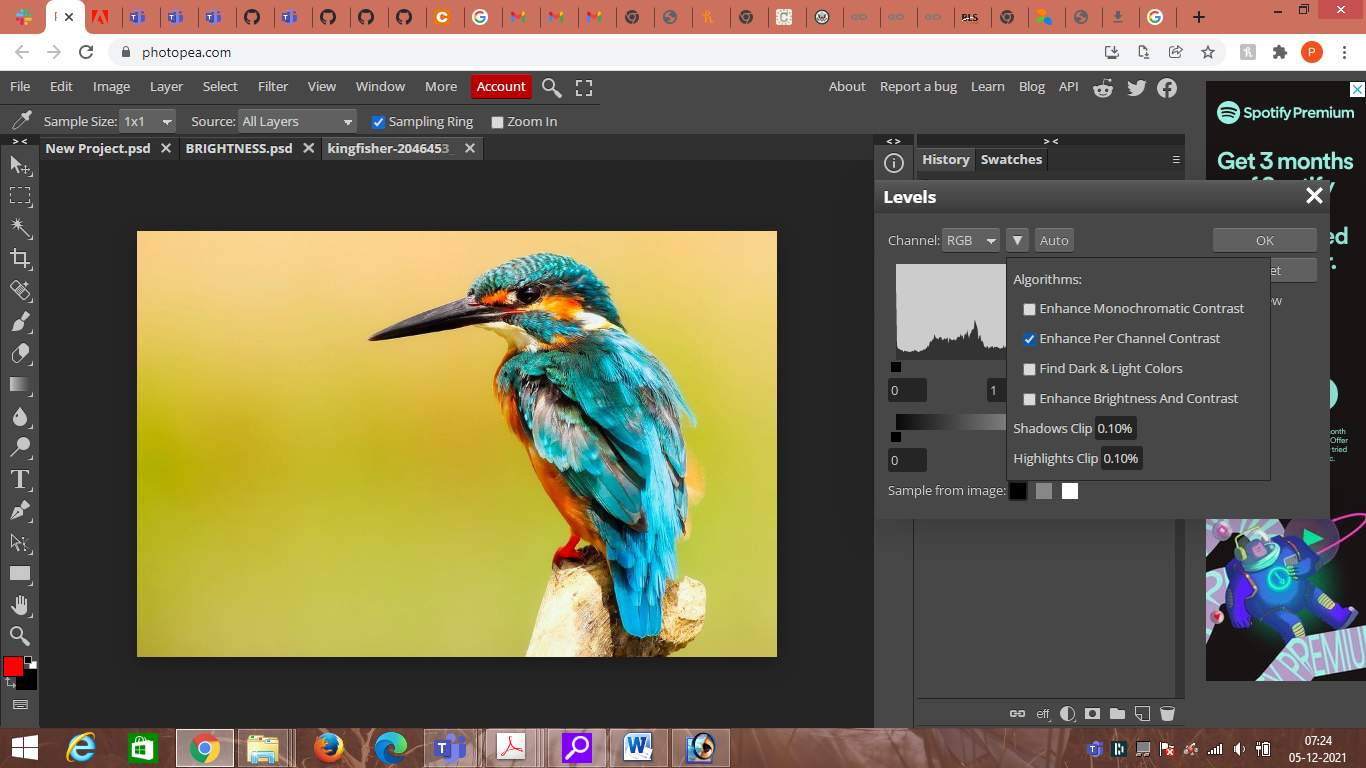 photopea.com
P
File Edit Image Layer Select Filter View Window More Account
About Report a bug Learn Blog API
Sample Size: 1x1 Source: All Layers Sampling Ring Zoom In
New Project.psd BRIGHTNESS.psd kingfisher-2046453_
> < < > > <
History Swatches
Levels
Channel: RGB Auto OK
Algorithms:
Enhance Monochromatic Contrast
Enhance Per Channel Contrast
Find Dark & Light Colors
Enhance Brightness And Contrast
Shadows Clip 0.10%
Highlights Clip 0.10%
0 1
0
Sample from image:
eff
Spotify Premium
Get 3 months
07:24
05-12-2021